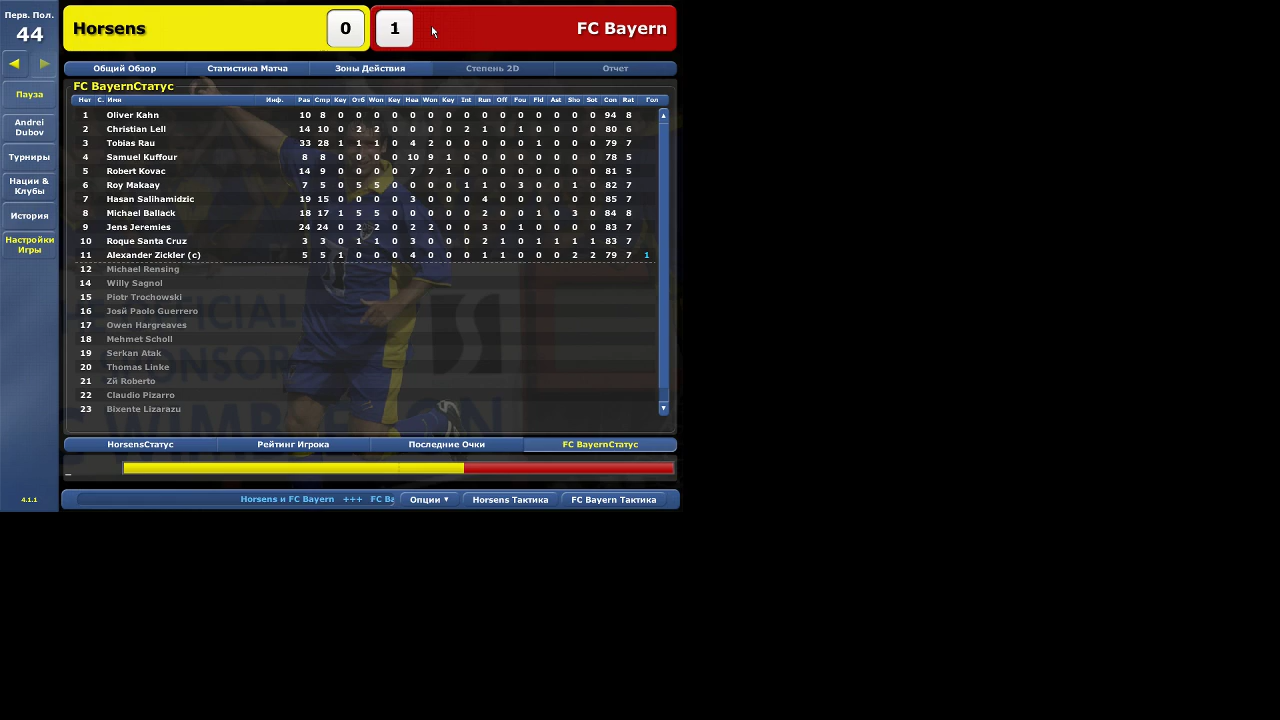 Перв. Пол.
44
Horsens 0 1 FC Bayern
Общий Обзор Статистика Матча Зоны Действия Степень 2D Отчет
Пауза
Andrei Dubov
Турниры
Нации & Клубы
История
Настройки Игры
4.1.1
FC BayernСтатус
Нет С. Имя Инф. Pas Cmp Key Отб Won Key Hea Won Key Int Run Off Fou Fld Ast Sho Sot Con Rat Гол
1 Oliver Kahn 10 8 0 0 0 0 0 0 0 0 0 0 0 0 0 0 0 94 8
2 Christian Lell 14 10 0 2 2 0 0 0 0 2 1 0 1 0 0 0 0 80 6
3 Tobias Rau 33 28 1 1 1 0 4 2 0 0 0 0 0 1 0 0 0 79 7
4 Samuel Kuffour 8 8 0 0 0 0 10 9 1 0 0 0 0 0 0 0 0 78 5
5 Robert Kovac 14 9 0 0 0 0 7 7 1 0 0 0 0 0 0 0 0 81 5
6 Roy Makaay 7 5 0 5 5 0 0 0 0 1 1 0 3 0 0 1 0 82 7
7 Hasan Salihamidzic 19 15 0 0 0 0 3 0 0 0 4 0 0 0 0 0 0 85 7
8 Michael Ballack 18 17 1 5 5 0 0 0 0 0 2 0 0 1 0 3 0 84 8
9 Jens Jeremies 24 24 0 2 2 0 2 2 0 0 3 0 1 0 0 0 0 83 7
10 Roque Santa Cruz 3 3 0 1 1 0 3 0 0 0 2 1 0 1 1 1 1 83 7
11 Alexander Zickler (c) 5 5 1 0 0 0 4 0 0 0 1 1 0 0 0 2 2 79 7 1
12 Michael Rensing
14 Willy Sagnol
15 Piotr Trochowski
16 Josй Paolo Guerrero
17 Owen Hargreaves
18 Mehmet Scholl
19 Serkan Atak
20 Thomas Linke
21 Zй Roberto
22 Claudio Pizarro
23 Bixente Lizarazu
HorsensСтатус Рейтинг Игрока Последние Очки FC BayernСтатус
Horsens и FC Bayern +++ FC Ba Опции Horsens Тактика FC Bayern Тактика